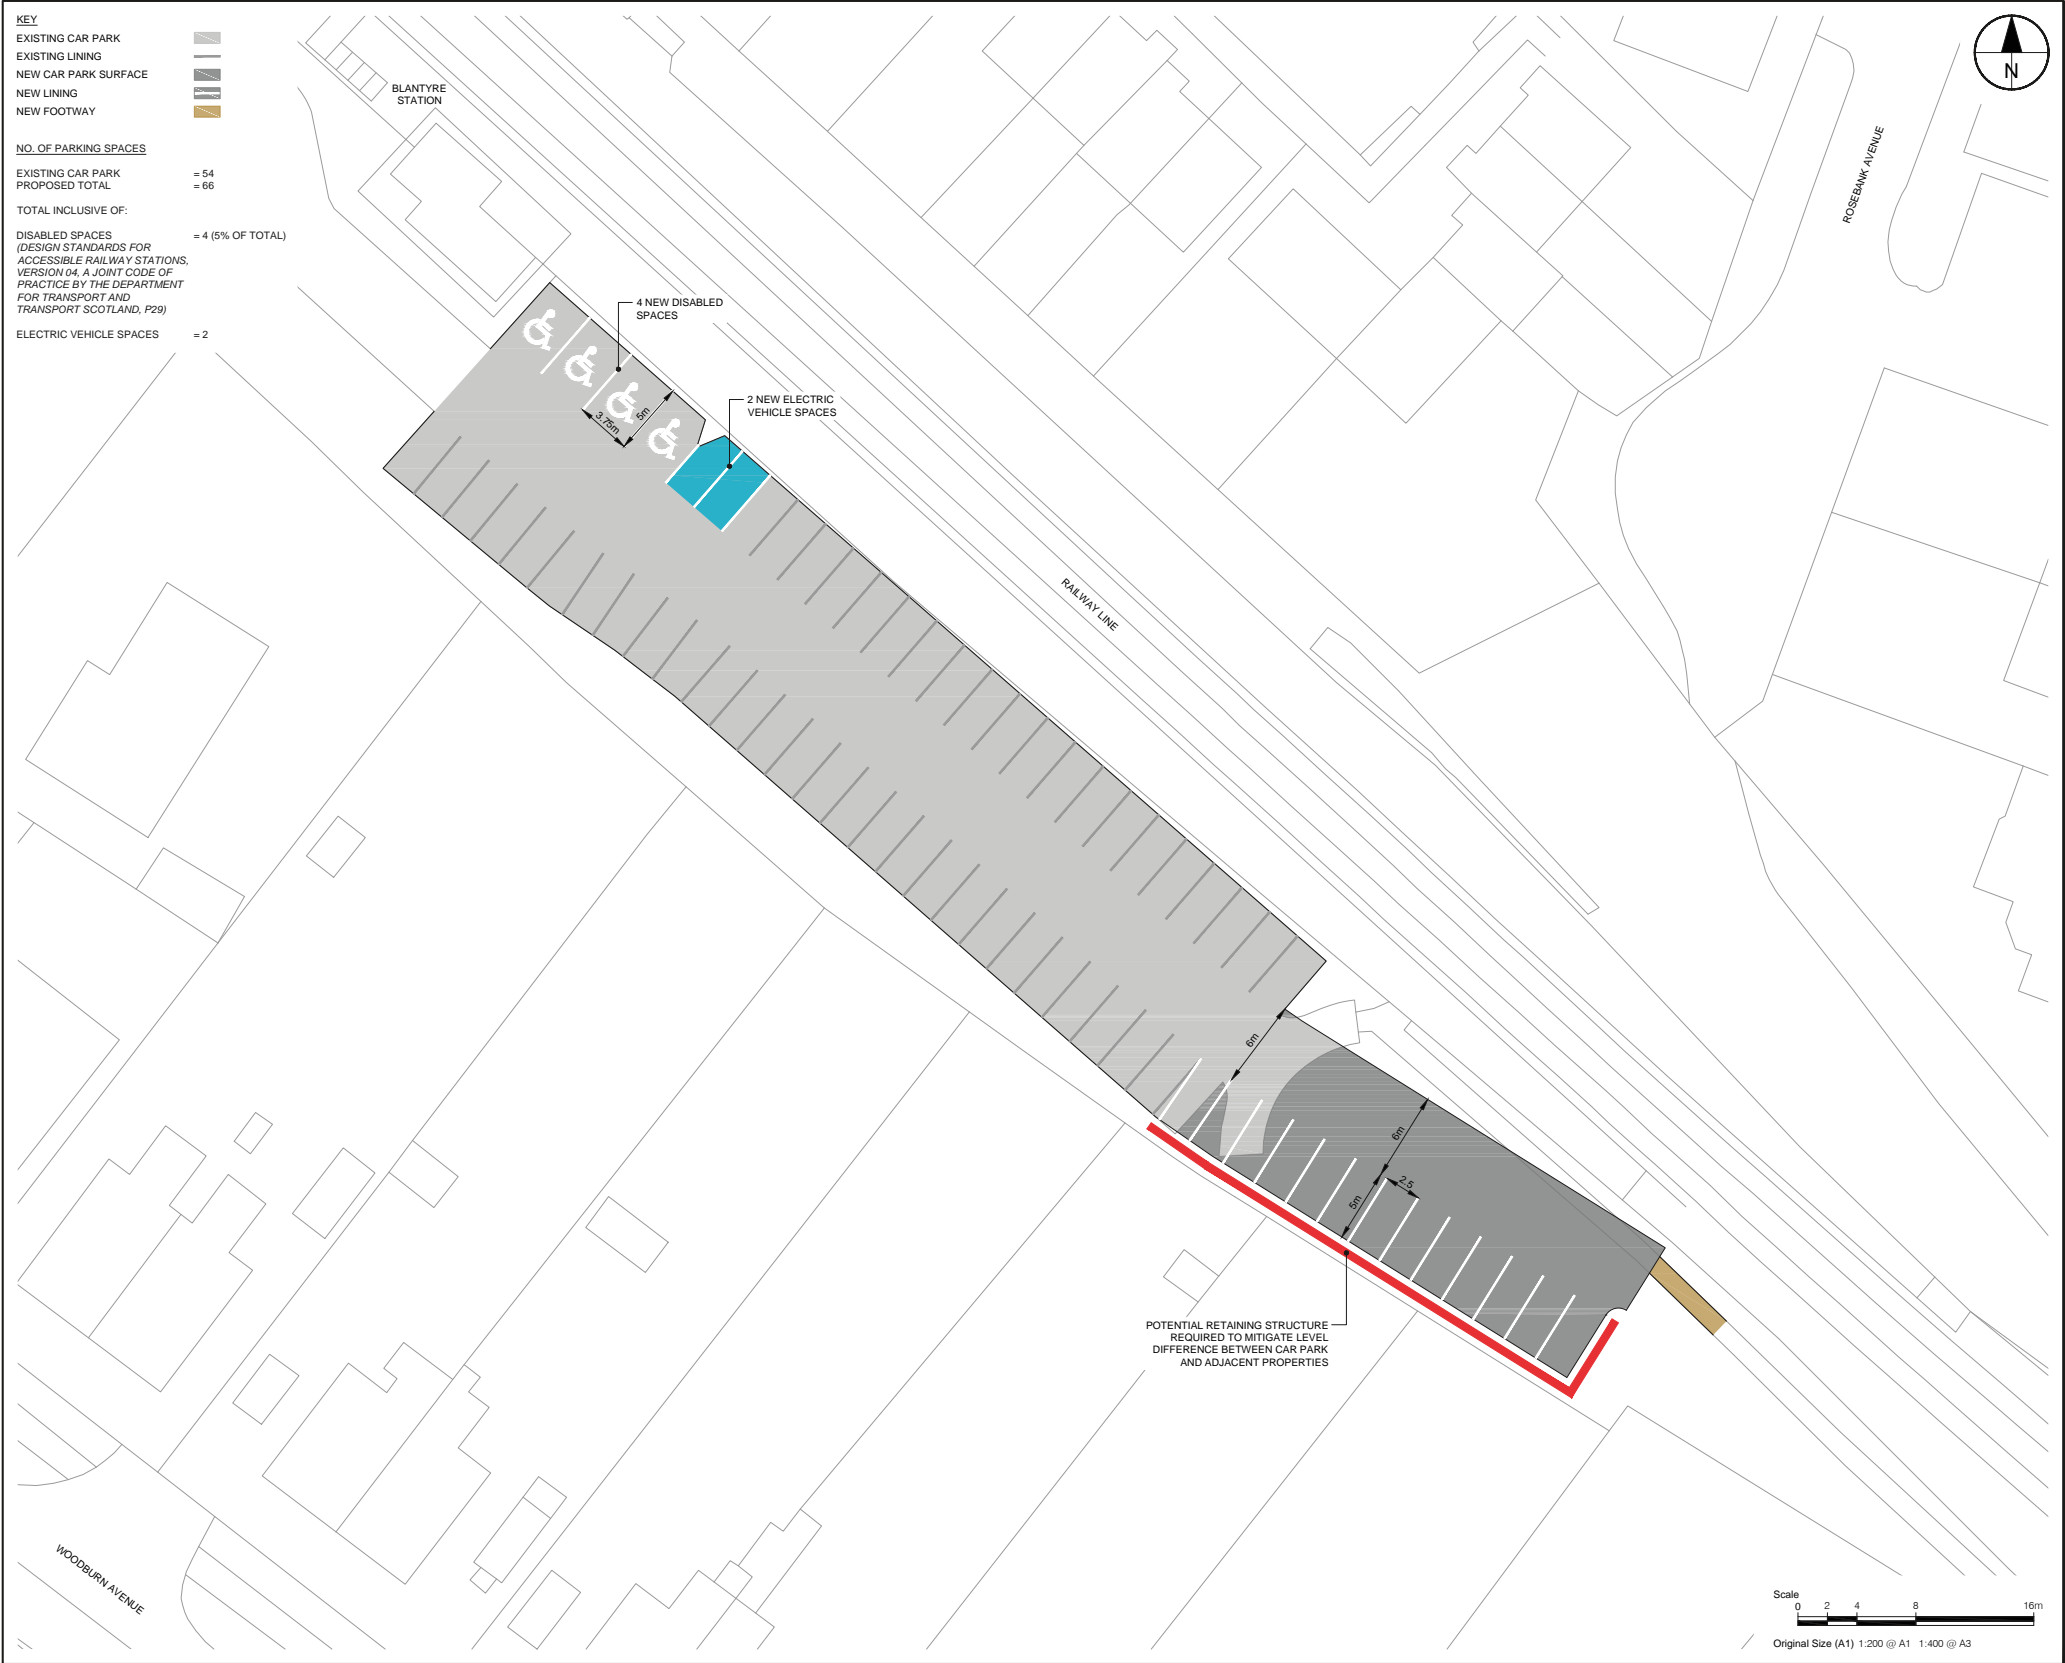 KEY
EXISTING CAR PARK
EXISTING LINING
NEW CAR PARK SURFACE
NEW LINING
NEW FOOTWAY
NO. OF PARKING SPACES
EXISTING CAR PARK = 54
PROPOSED TOTAL = 66
TOTAL INCLUSIVE OF:
DISABLED SPACES = 4 (5% OF TOTAL)
(DESIGN STANDARDS FOR
ACCESSIBLE RAILWAY STATIONS,
VERSION 04, A JOINT CODE OF
PRACTICE BY THE DEPARTMENT
FOR TRANSPORT AND
TRANSPORT SCOTLAND, P29)
ELECTRIC VEHICLE SPACES = 2
BLANTYRE
STATION
N
ROSEBANK AVENUE
4 NEW DISABLED
SPACES
3.75m
5m
2 NEW ELECTRIC
VEHICLE SPACES
RAILWAY LINE
6m
6m
5m
2.5
POTENTIAL RETAINING STRUCTURE
REQUIRED TO MITIGATE LEVEL
DIFFERENCE BETWEEN CAR PARK
AND ADJACENT PROPERTIES
WOODBURN AVENUE
Scale
0 2 4 8 16m
Original Size (A1) 1:200 @ A1 1:400 @ A3